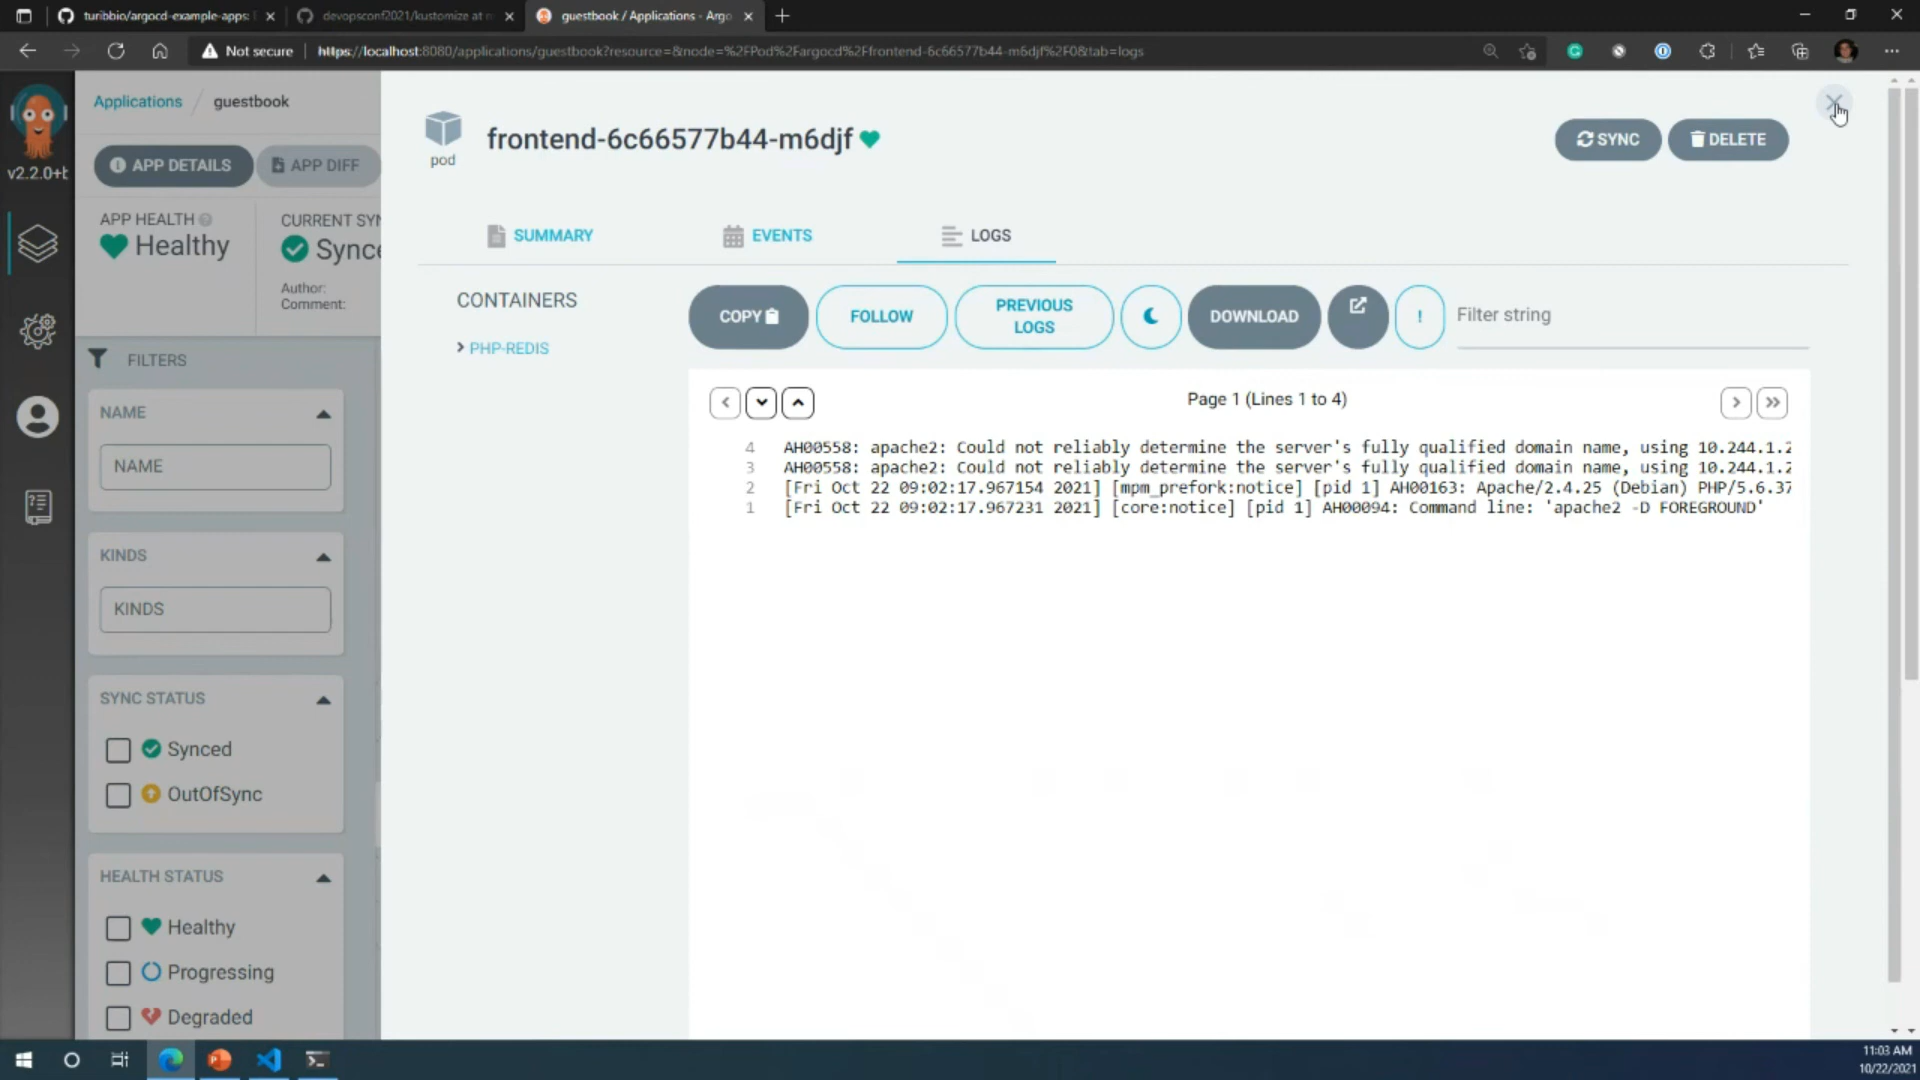 turibbio/argocd-example-apps:
devopsconf2021/kustomize at
guestbook / Applications - Argo
Not secure
https://localhost:8080/applications/guestbook?resource=&node=%2FPod%2Fargocd%2Ffrontend-6c66577b44-m6djf%2F0&tab=logs
v2.2.0+b
Applications / guestbook
APP DETAILS
APP DIFF
APP HEALTH
Healthy
CURRENT SYN
Synce
Author:
Comment:
FILTERS
NAME
NAME
KINDS
KINDS
SYNC STATUS
Synced
OutOfSync
HEALTH STATUS
Healthy
Progressing
Degraded
pod
frontend-6c66577b44-m6djf
SYNC
DELETE
SUMMARY
EVENTS
LOGS
CONTAINERS
PHP-REDIS
COPY
FOLLOW
PREVIOUS
LOGS
DOWNLOAD
!
Filter string
Page 1 (Lines 1 to 4)
4 AH00558: apache2: Could not reliably determine the server's fully qualified domain name, using 10.244.1.2
3 AH00558: apache2: Could not reliably determine the server's fully qualified domain name, using 10.244.1.2
2 [Fri Oct 22 09:02:17.967154 2021] [mpm_prefork:notice] [pid 1] AH00163: Apache/2.4.25 (Debian) PHP/5.6.37
1 [Fri Oct 22 09:02:17.967231 2021] [core:notice] [pid 1] AH00094: Command line: 'apache2 -D FOREGROUND'
11:03 AM
10/22/2021